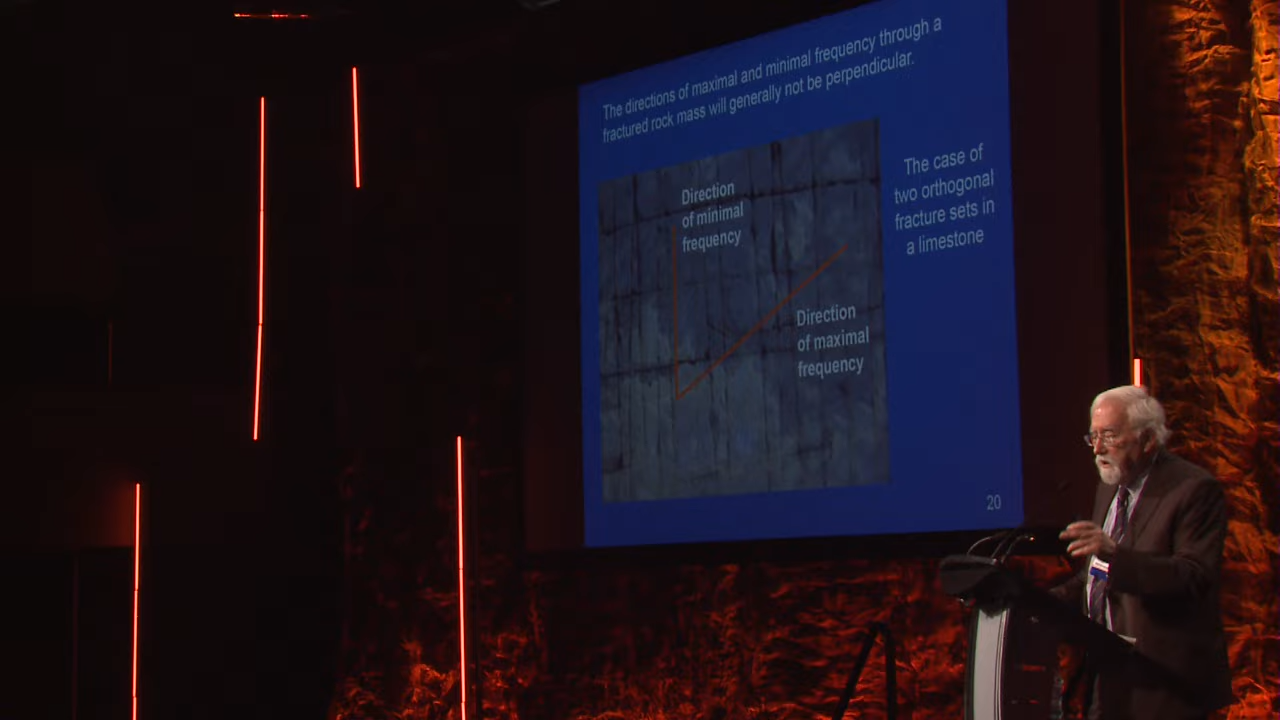 The directions of maximal and minimal frequency through a
fractured rock mass will generally not be perpendicular.
Direction
of minimal
frequency
The case of
two orthogonal
fracture sets in
a limestone
Direction
of maximal
frequency
20